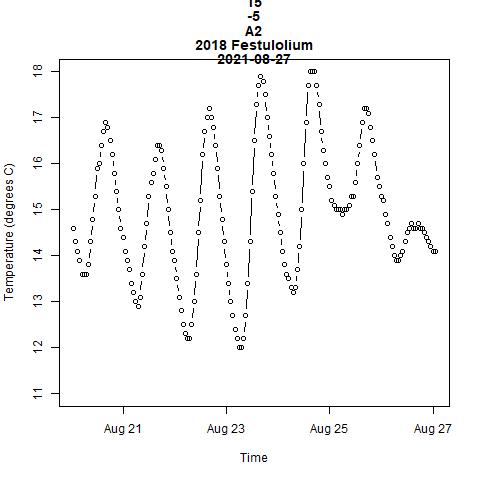 15
-5
A2
2018 Festulolium
2021-08-27
18
17
16
15
14
13
12
11
Temperature (degrees C)
Aug 21
Aug 23
Aug 25
Aug 27
Time